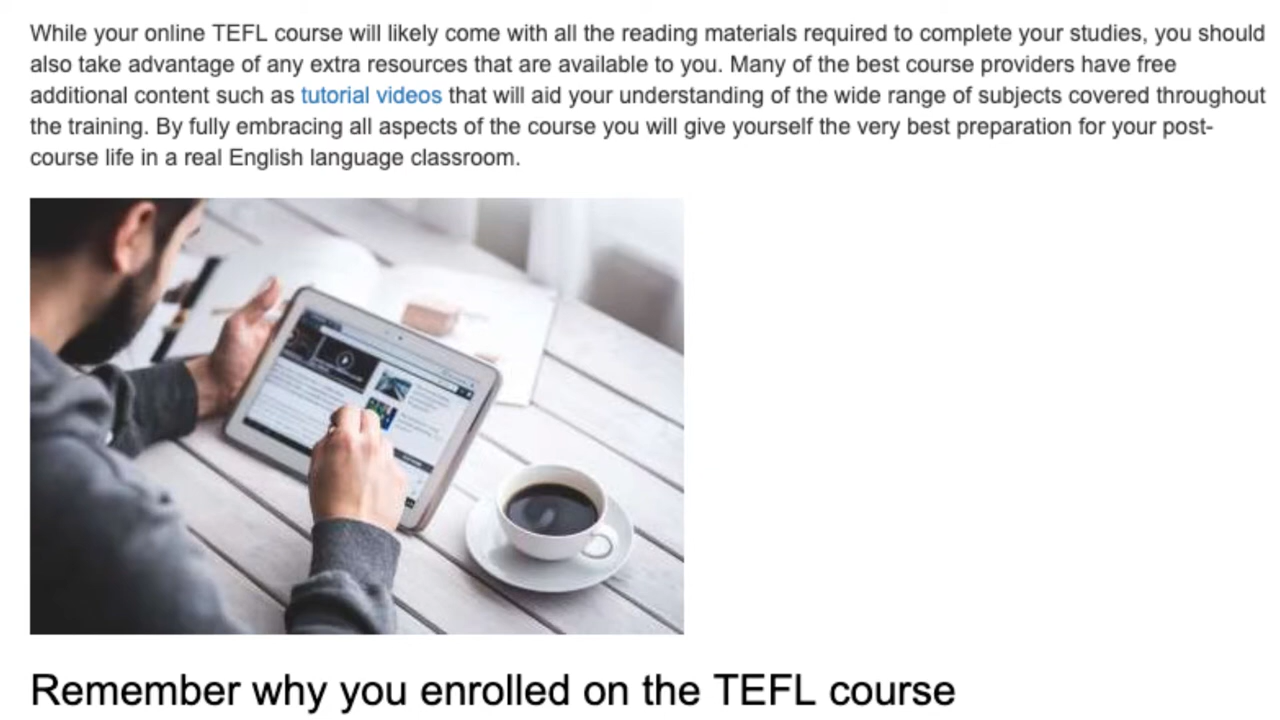 While your online TEFL course will likely come with all the reading materials required to complete your studies, you should
also take advantage of any extra resources that are available to you. Many of the best course providers have free
additional content such as tutorial videos that will aid your understanding of the wide range of subjects covered throughout
the training. By fully embracing all aspects of the course you will give yourself the very best preparation for your post-
course life in a real English language classroom.
Remember why you enrolled on the TEFL course